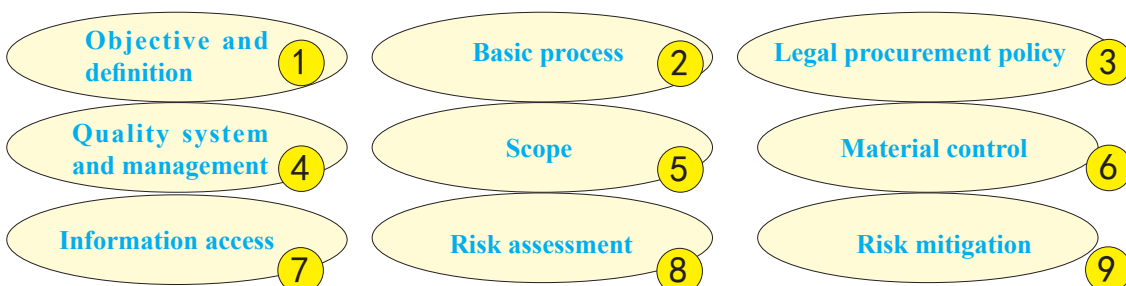 Objective and
definition
1
Basic process
2
Legal procurement policy
3
Quality system
and management
4
Scope
5
Material control
6
Information access
7
Risk assessment
8
Risk mitigation
9